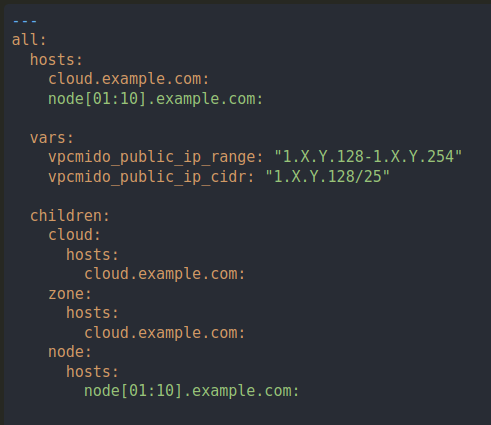 ---
all:
  hosts:
    cloud.example.com:
    node[01:10].example.com:

  vars:
    vpcmido_public_ip_range: "1.X.Y.128-1.X.Y.254"
    vpcmido_public_ip_cidr: "1.X.Y.128/25"

  children:
    cloud:
      hosts:
        cloud.example.com:
    zone:
      hosts:
        cloud.example.com:
    node:
      hosts:
        node[01:10].example.com: